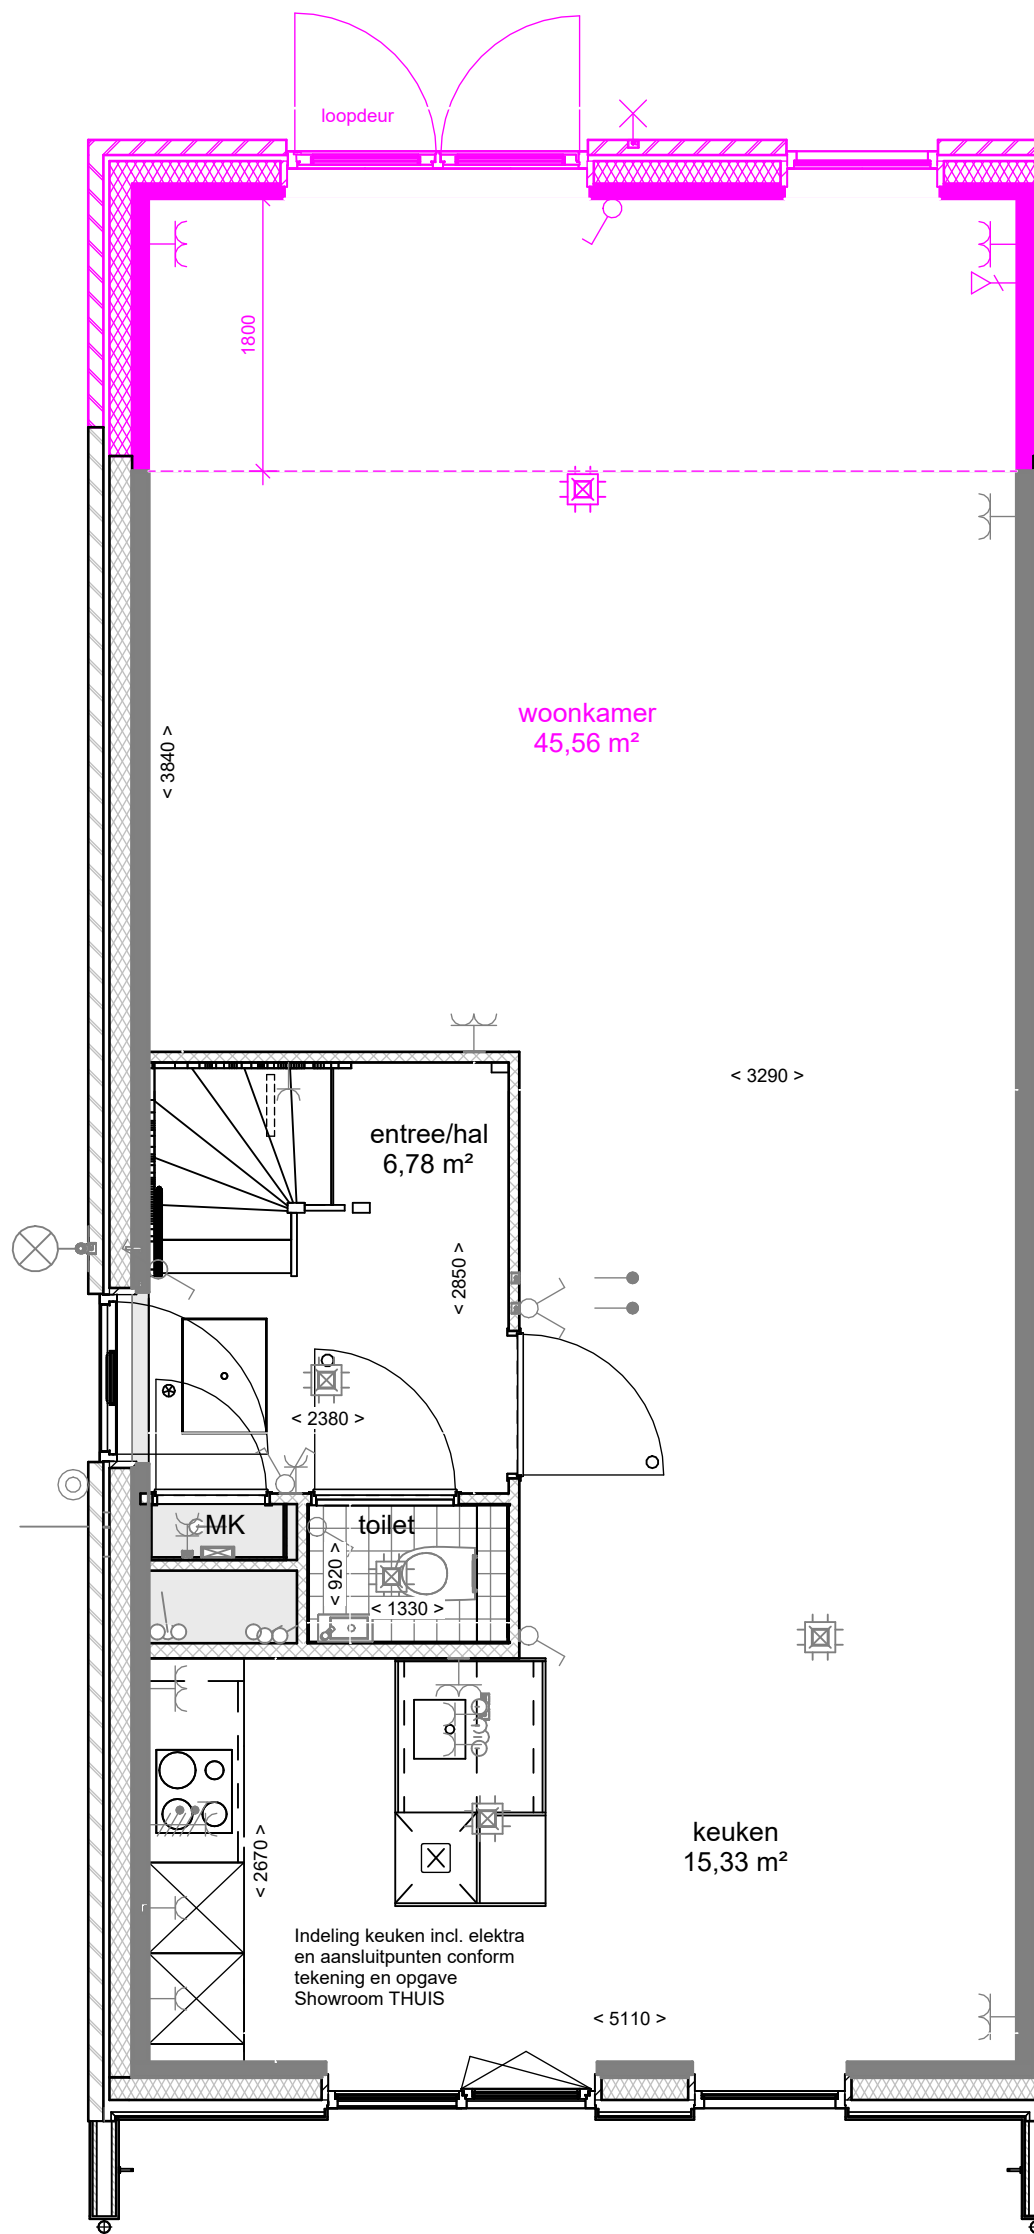 loopdeur
1800
woonkamer
45,56 m²
< 3840 >
< 3290 >
entree/hal
6,78 m²
< 2850 >
< 2380 >
MK
toilet
< 920 >
< 1330 >
keuken
15,33 m²
< 2670 >
Indeling keuken incl. elektra
en aansluitpunten conform
tekening en opgave
Showroom THUIS
< 5110 >